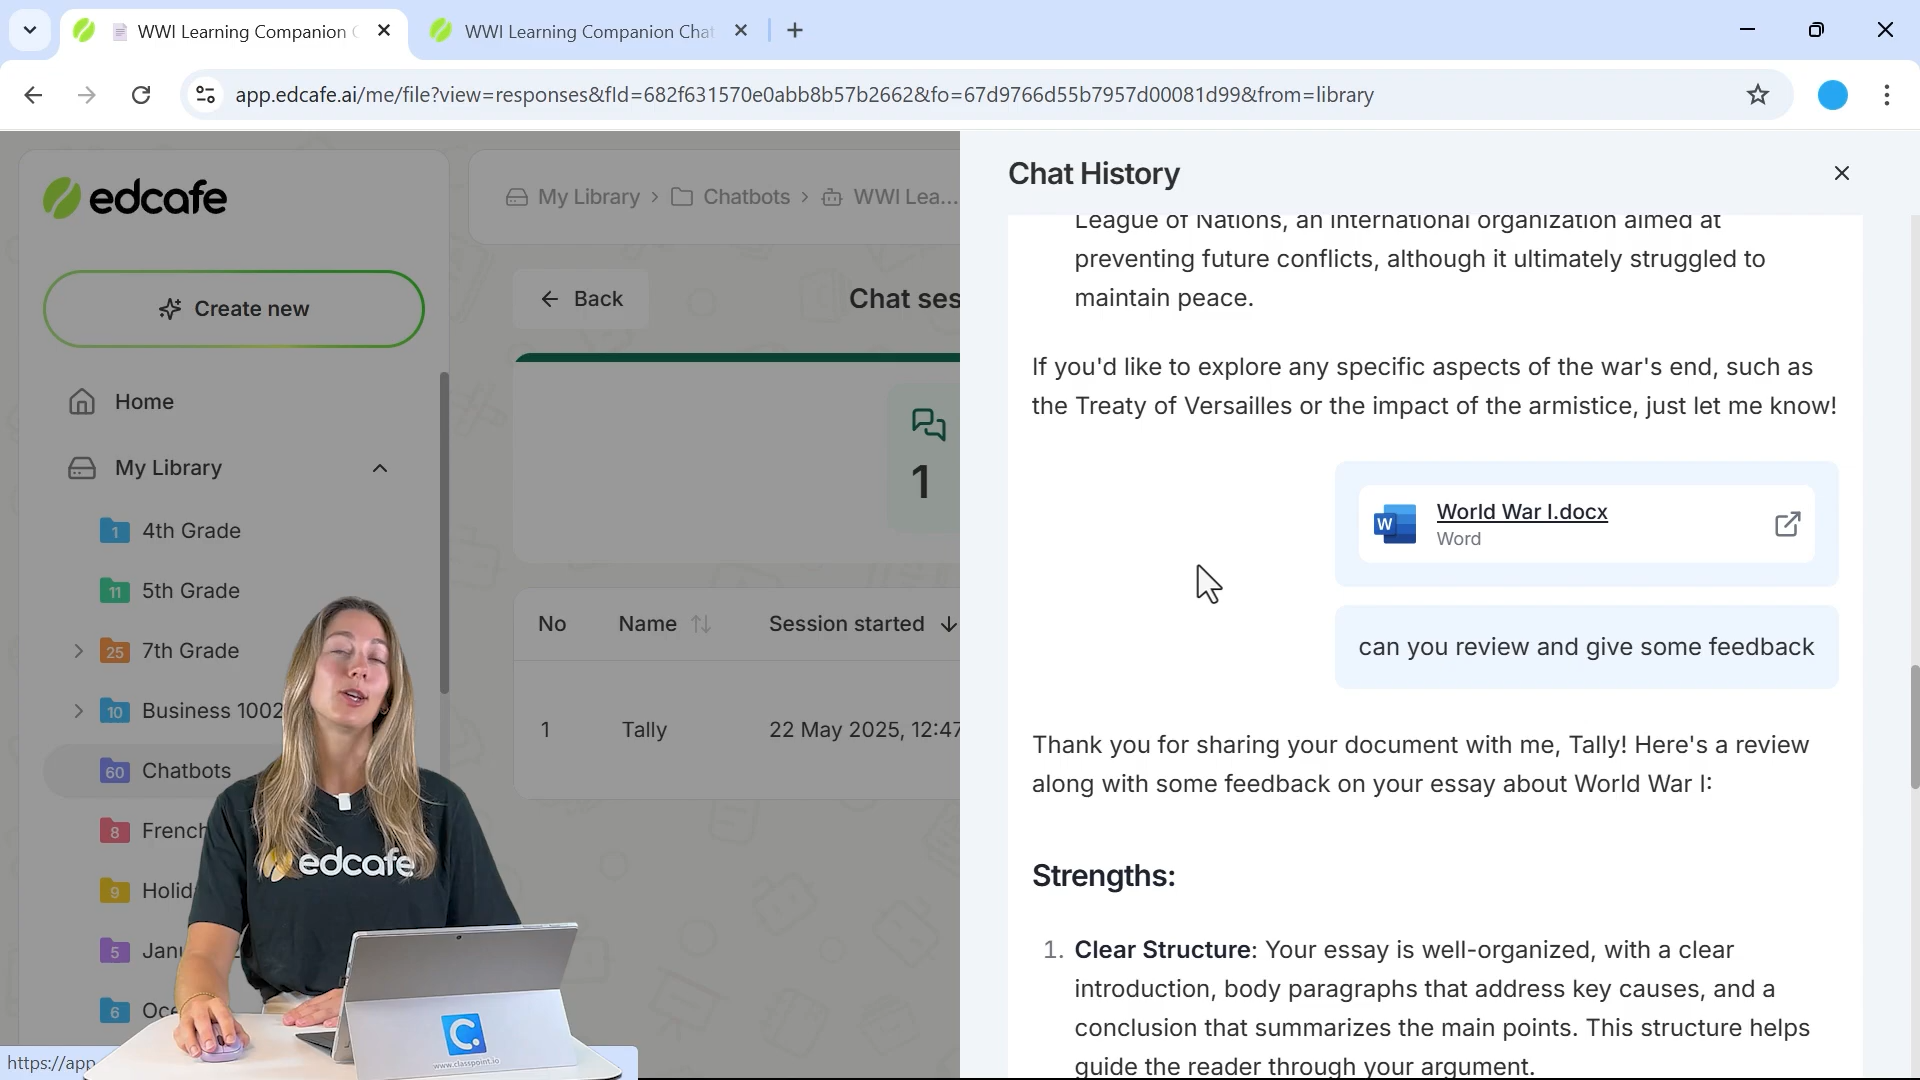 WWI Learning Companion C
WWI Learning Companion Chat
app.edcafe.ai/me/file?view=responses&fId=682f631570e0abb8b57b2662&fo=67d9766d55b7957d00081d99&from=library
edcafe
Create new
Home
My Library
1 4th Grade
11 5th Grade
25 7th Grade
10 Business 1002
60 Chatbots
8 French
9
5
6
https://app
My Library > Chatbots > WWI Lea...
Back
Chat ses
1
No Name Session started
1 Tally 22 May 2025, 12:47
edcafe
C.
www.classpoint.io
Chat History
League of Nations, an international organization aimed at
preventing future conflicts, although it ultimately struggled to
maintain peace.
If you'd like to explore any specific aspects of the war's end, such as
the Treaty of Versailles or the impact of the armistice, just let me know!
W
World War I.docx
Word
can you review and give some feedback
Thank you for sharing your document with me, Tally! Here's a review
along with some feedback on your essay about World War I:
Strengths:
1. Clear Structure: Your essay is well-organized, with a clear
introduction, body paragraphs that address key causes, and a
conclusion that summarizes the main points. This structure helps
guide the reader through your argument.